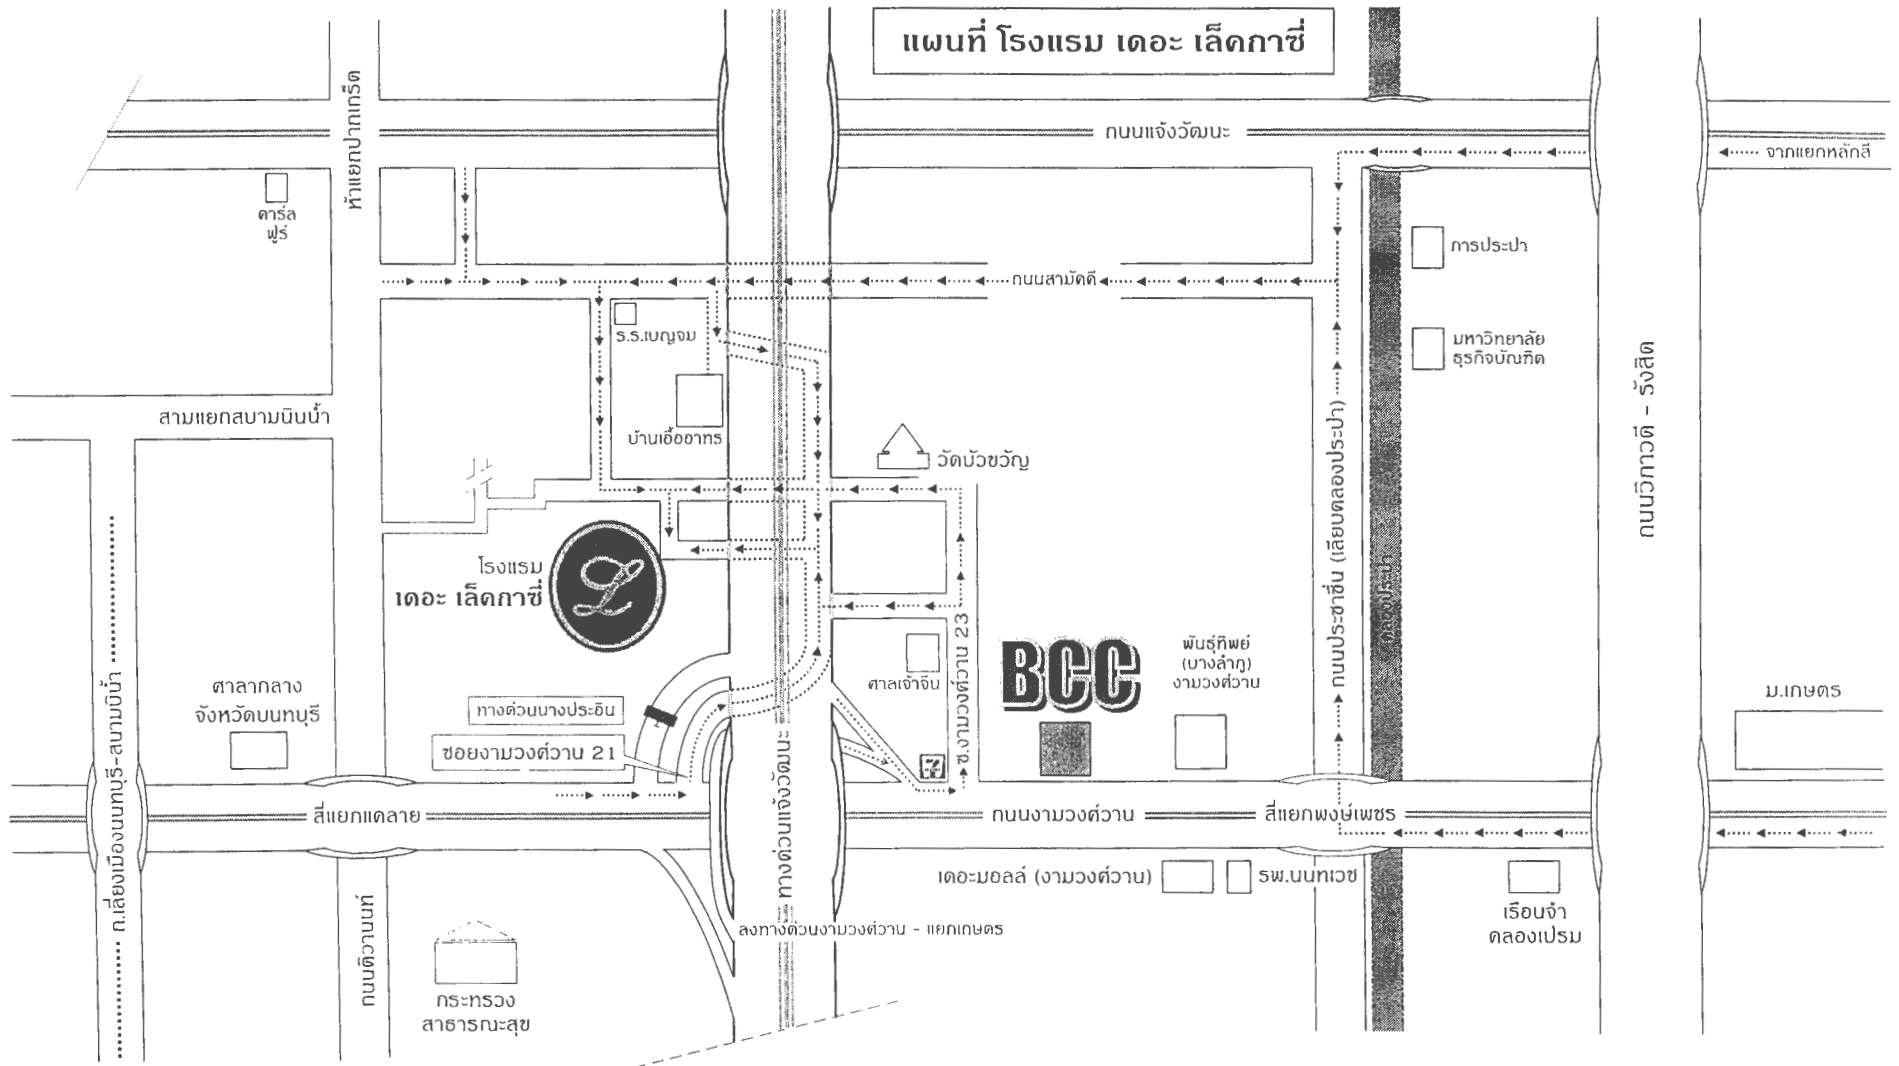 แผนที่ โรงแรม เดอะ เล็คกาซี่
ห้าแยกปากเกร็ด
ถนนแจ้งวัฒนะ
จากแยกหลักสี่
คาร์ล
ฟูร์
การประปา
ถนนสามัคคี
ร.ร.เบญจม
มหาวิทยาลัย
ธุรกิจบัณฑิต
บ้านเอื้ออาทร
สามแยกสนามบินน้ำ
วัดบัวขวัญ
ถนนประชาชื่น (เลียบคลองประปา)
คลองประปา
ถนนวิภาวดี - รังสิต
โรงแรม
เดอะ เล็คกาซี่
L
ซ.งามวงศ์วาน 23
BCC
พันธุ์ทิพย์
(บางลำภู)
งามวงศ์วาน
ศาลเจ้าจีน
ศาลากลาง
จังหวัดนนทบุรี
ถ.เลี่ยงเมืองนนทบุรี-สนามบินน้ำ
ทางด่วนบางปะอิน
ซอยงามวงศ์วาน 21
7
ม.เกษตร
สี่แยกแคลาย
ถนนงามวงศ์วาน
สี่แยกพงษ์เพชร
เดอะมอลล์ (งามวงศ์วาน)
รพ.นนทเวช
เรือนจำ
คลองเปรม
ลงทางด่วนงามวงศ์วาน - แยกเกษตร
ถนนติวานนท์
กระทรวง
สาธารณะสุข